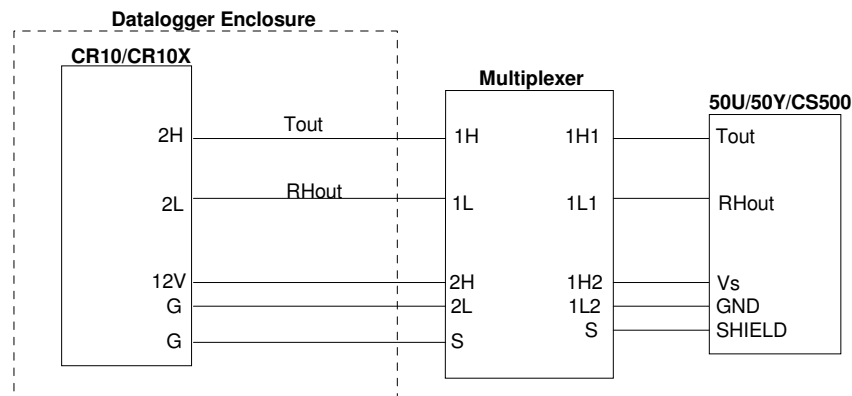 Datalogger Enclosure
CR10/CR10X
Multiplexer
50U/50Y/CS500
2H Tout 1H 1H1 Tout
2L RHout 1L 1L1 RHout
12V 2H 1H2 Vs
G 2L 1L2 GND
G S S SHIELD